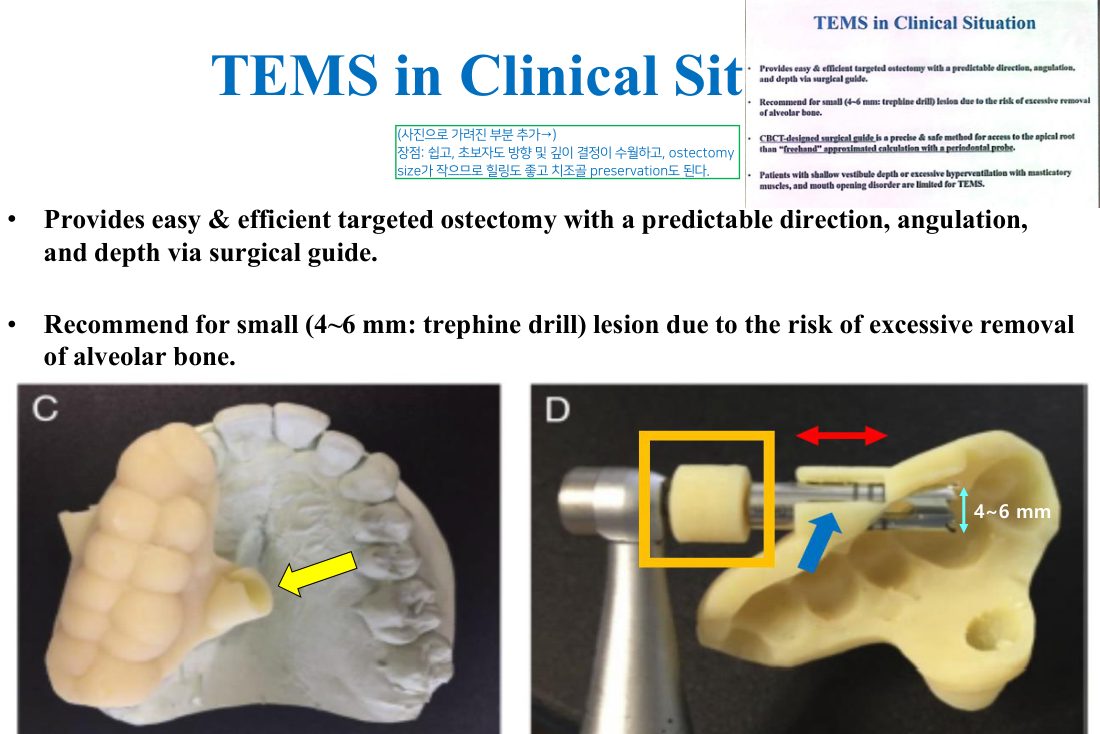 TEMS in Clinical Sit
TEMS in Clinical Situation
• Provides easy & efficient targeted ostectomy with a predictable direction, angulation,
and depth via surgical guide.
• Recommend for small (4~6 mm: trephine drill) lesion due to the risk of excessive removal
of alveolar bone.
• CBCT-designed surgical guide is a precise & safe method for access to the apical root
than "freehand" approximated calculation with a periodontal probe.
• Patients with shallow vestibule depth or excessive hyperventilation with masticatory
muscles, and mouth opening disorder are limited for TEMS.
(사진으로 가려진 부분 추가→)
장점: 쉽고, 초보자도 방향 및 깊이 결정이 수월하고, ostectomy
size가 작으므로 힐링도 좋고 치조골 preservation도 된다.
• Provides easy & efficient targeted ostectomy with a predictable direction, angulation,
and depth via surgical guide.
• Recommend for small (4~6 mm: trephine drill) lesion due to the risk of excessive removal
of alveolar bone.
C
D
4~6 mm